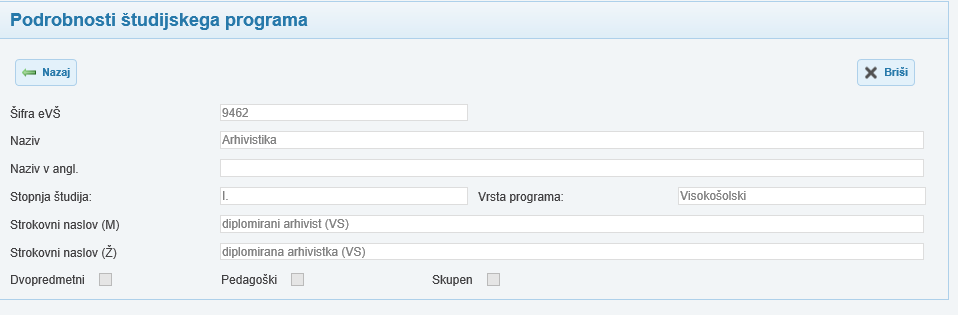 Podrobnosti študijskega programa
Nazaj Briši
Šifra eVŠ 9462
Naziv Arhivistika
Naziv v angl.
Stopnja študija: I. Vrsta programa: Visokošolski
Strokovni naslov (M) diplomirani arhivist (VS)
Strokovni naslov (Ž) diplomirana arhivistka (VS)
Dvopredmetni Pedagoški Skupen